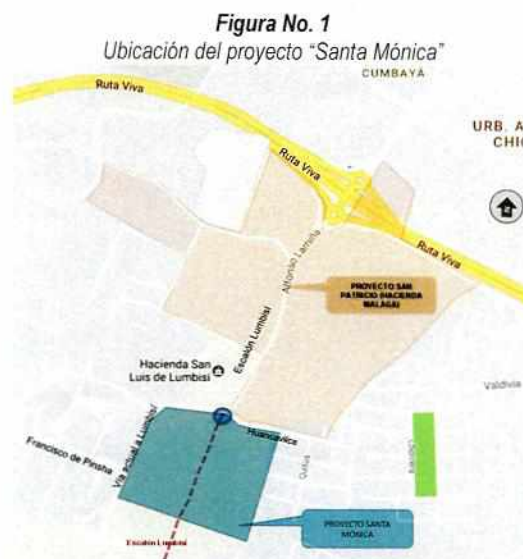 Figura No. 1
Ubicación del proyecto "Santa Mónica"
CUMBAYÁ
Ruta Viva
URB. A
CHIC
Ruta Viva
Ruta Viva
Alfonso Lamiña
PROYECTO SAN
PATRICIO (HACIENDA
MALAGA)
Escalón Lumbisí
Hacienda San
Luis de Lumbisí
Valdivia
Vía actual a Lumbisí
Huancavilca
Francisco de Pinsha
Quitus
PROYECTO SANTA
MÓNICA
Escalón Lumbisí